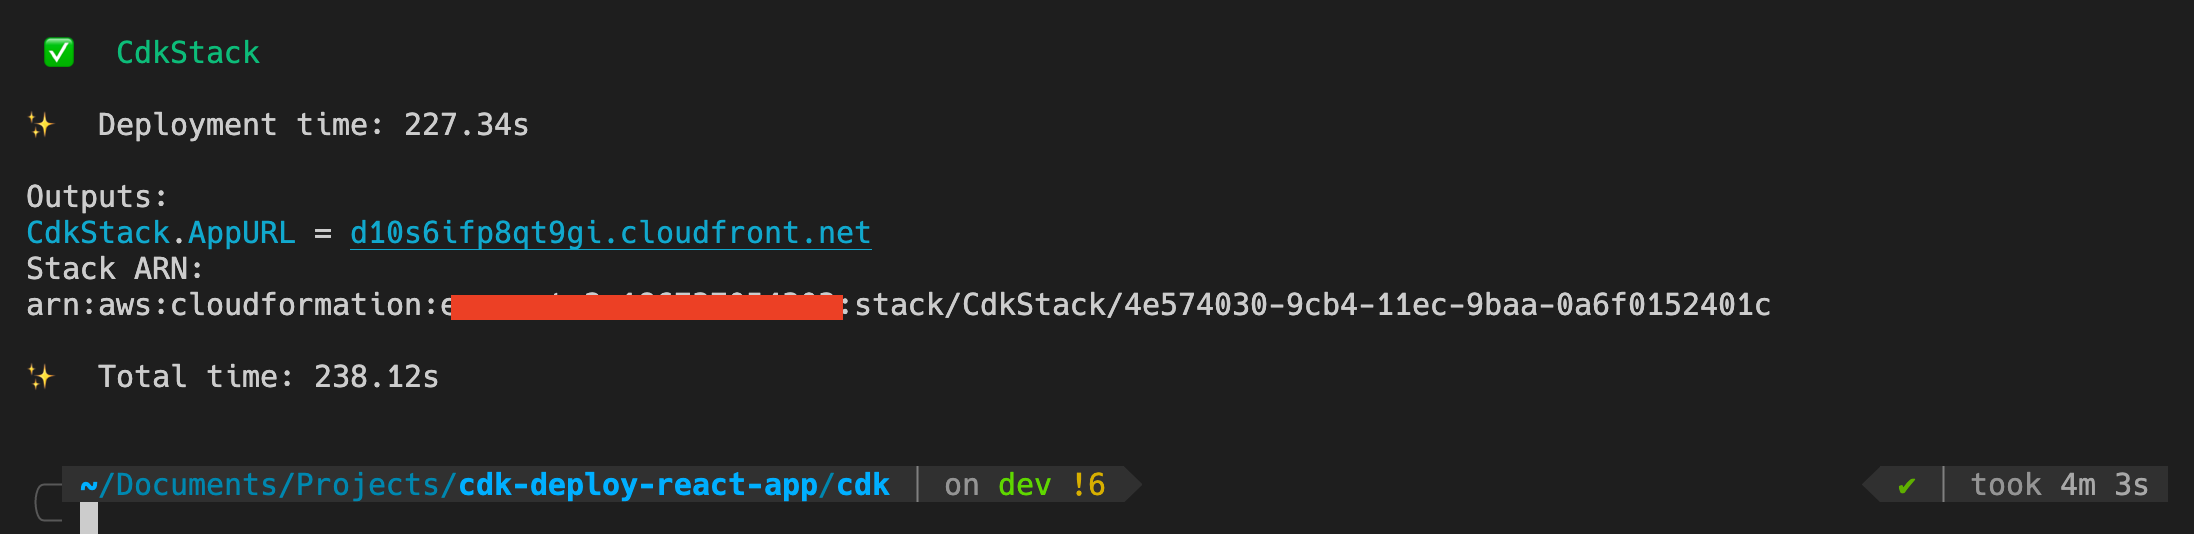 ✅ CdkStack
✨ Deployment time: 227.34s
Outputs:
CdkStack.AppURL = d10s6ifp8qt9gi.cloudfront.net
Stack ARN:
arn:aws:cloudformation:e :stack/CdkStack/4e574030-9cb4-11ec-9baa-0a6f0152401c
✨ Total time: 238.12s
~/Documents/Projects/cdk-deploy-react-app/cdk | on dev !6 ✔ | took 4m 3s